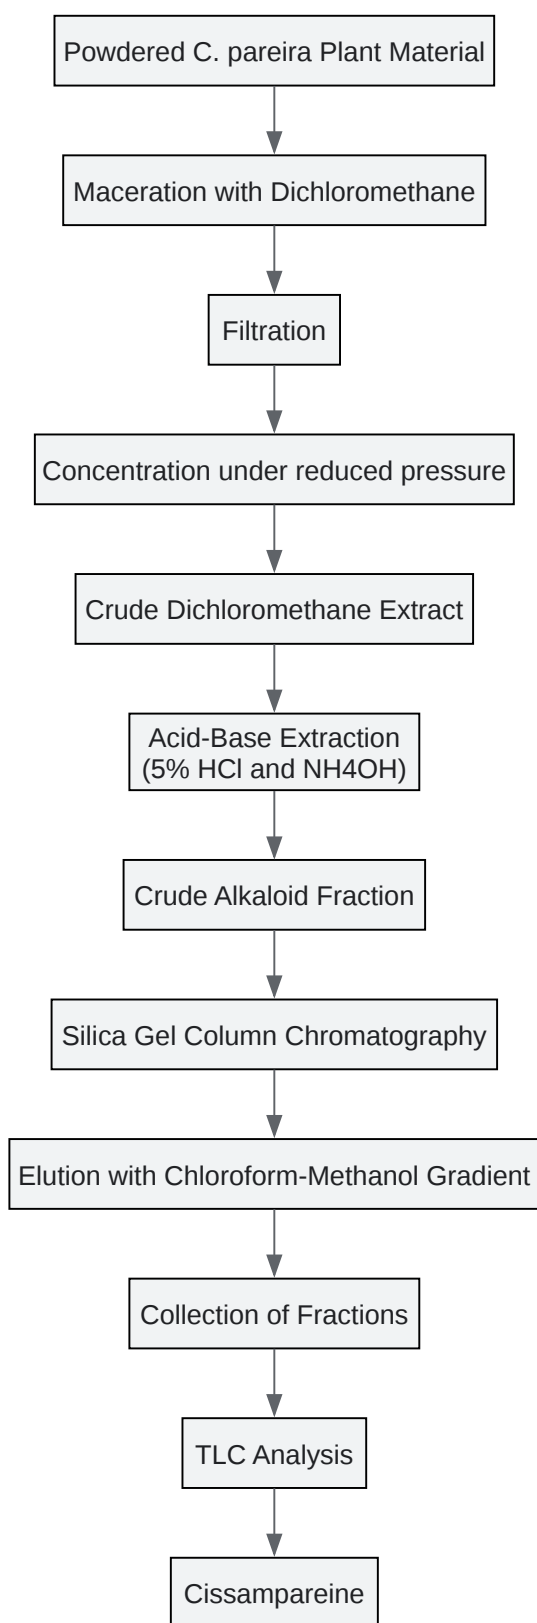 Powdered C. pareira Plant Material
Maceration with Dichloromethane
Filtration
Concentration under reduced pressure
Crude Dichloromethane Extract
Acid-Base Extraction
(5% HCl and NH4OH)
Crude Alkaloid Fraction
Silica Gel Column Chromatography
Elution with Chloroform-Methanol Gradient
Collection of Fractions
TLC Analysis
Cissampareine